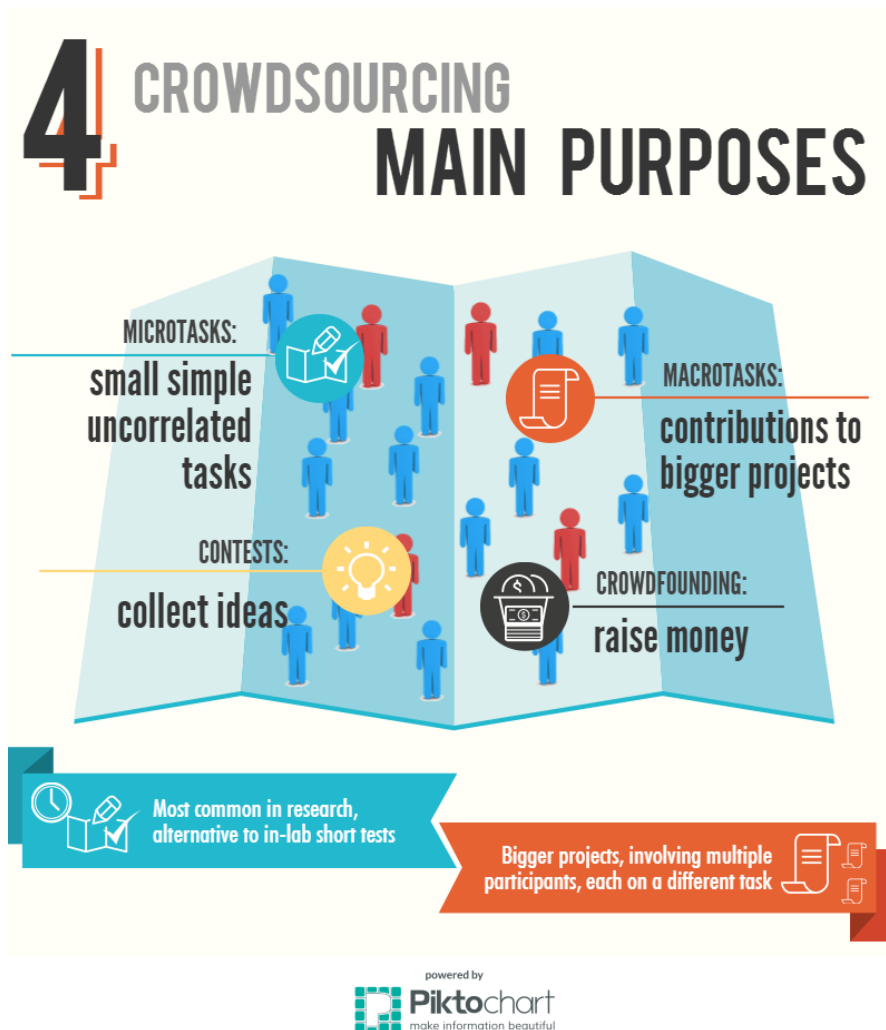 4
CROWDSOURCING
MAIN PURPOSES
MICROTASKS:
small simple
uncorrelated
tasks
MACROTASKS:
contributions to
bigger projects
CONTESTS:
collect ideas
CROWDFOUNDING:
raise money
Most common in research,
alternative to in-lab short tests
Bigger projects, involving multiple
participants, each on a different task
powered by
Piktochart
make information beautiful